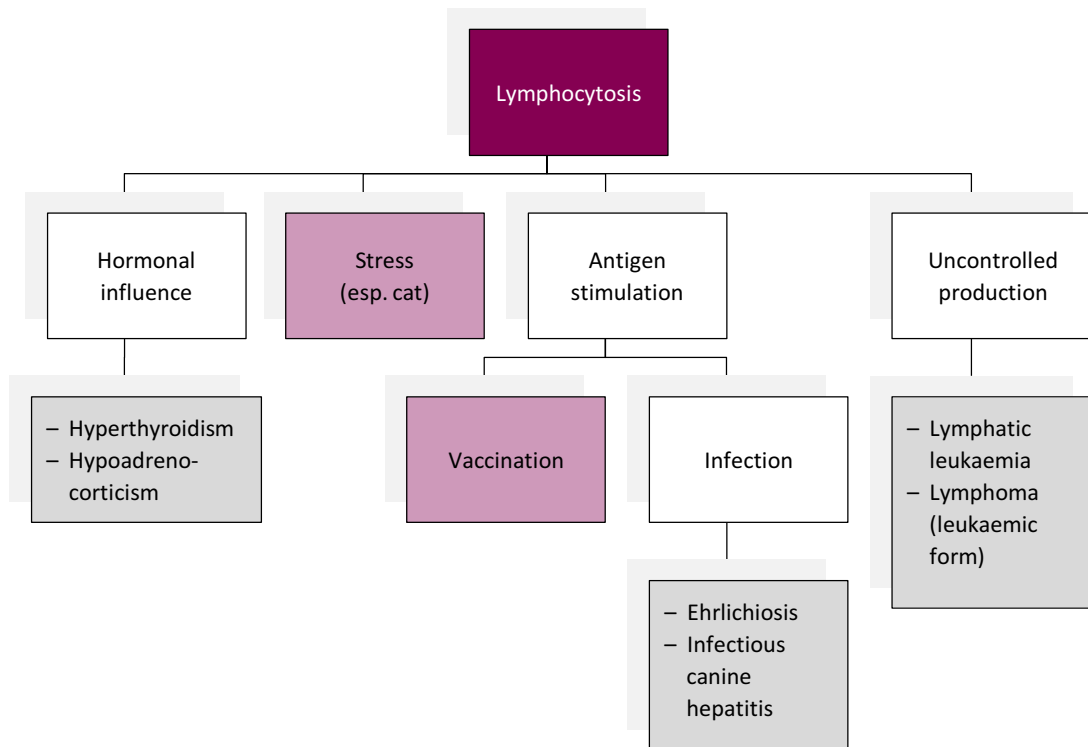 Lymphocytosis
Hormonal
influence
Stress
(esp. cat)
Antigen
stimulation
Uncontrolled
production
– Hyperthyroidism
– Hypoadreno-
corticism
Vaccination
Infection
– Lymphatic
leukaemia
– Lymphoma
(leukaemic
form)
– Ehrlichiosis
– Infectious
canine
hepatitis